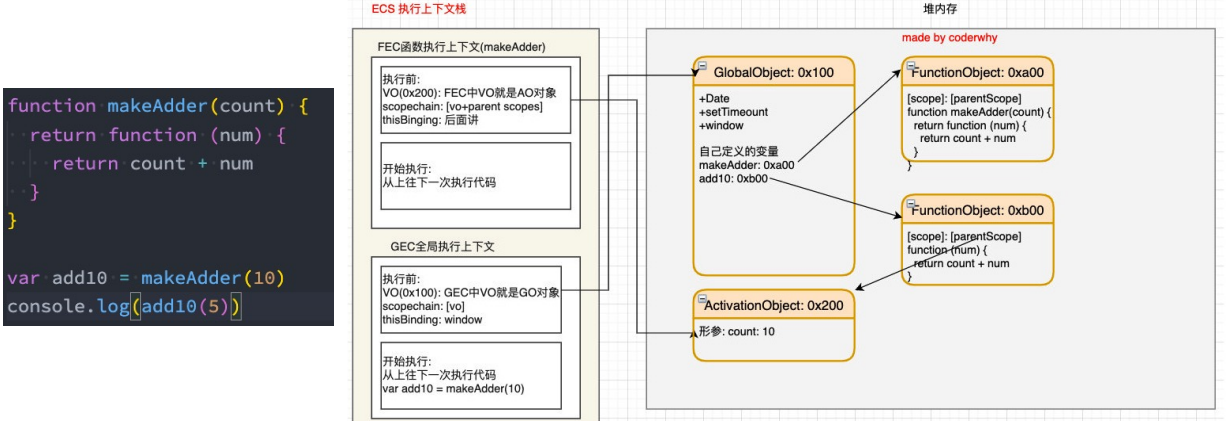 function makeAdder(count) {
return function (num) {
return count + num
}
}
var add10 = makeAdder(10)
console.log(add10(5))
ECS 执行上下文栈
FEC函数执行上下文(makeAdder)
执行前:
VO(0x200): FEC中VO就是AO对象
scopechain: [vo+parent scopes]
thisBinging: 后面讲
开始执行:
从上往下一次执行代码
GEC全局执行上下文
执行前:
VO(0x100): GEC中VO就是GO对象
scopechain: [vo]
thisBinding: window
开始执行:
从上往下一次执行代码
var add10 = makeAdder(10)
堆内存
made by coderwhy
GlobalObject: 0x100
+Date
+setTimeount
+window
自己定义的变量
makeAdder: 0xa00
add10: 0xb00
FunctionObject: 0xa00
[scope]: [parentScope]
function makeAdder(count) {
return function (num) {
return count + num
}
}
FunctionObject: 0xb00
[scope]: [parentScope]
function (num) {
return count + num
}
ActivationObject: 0x200
形参: count: 10